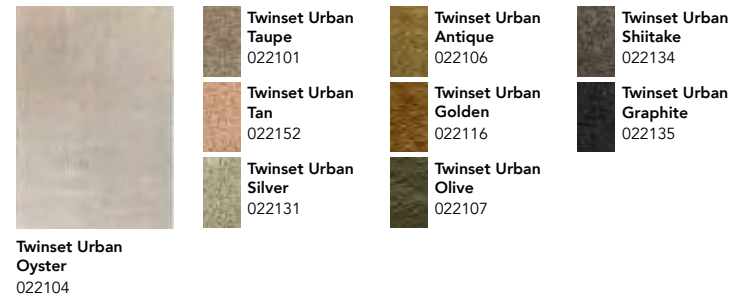 Twinset Urban
Oyster
022104
Twinset Urban
Taupe
022101
Twinset Urban
Tan
022152
Twinset Urban
Silver
022131
Twinset Urban
Antique
022106
Twinset Urban
Golden
022116
Twinset Urban
Olive
022107
Twinset Urban
Shiitake
022134
Twinset Urban
Graphite
022135